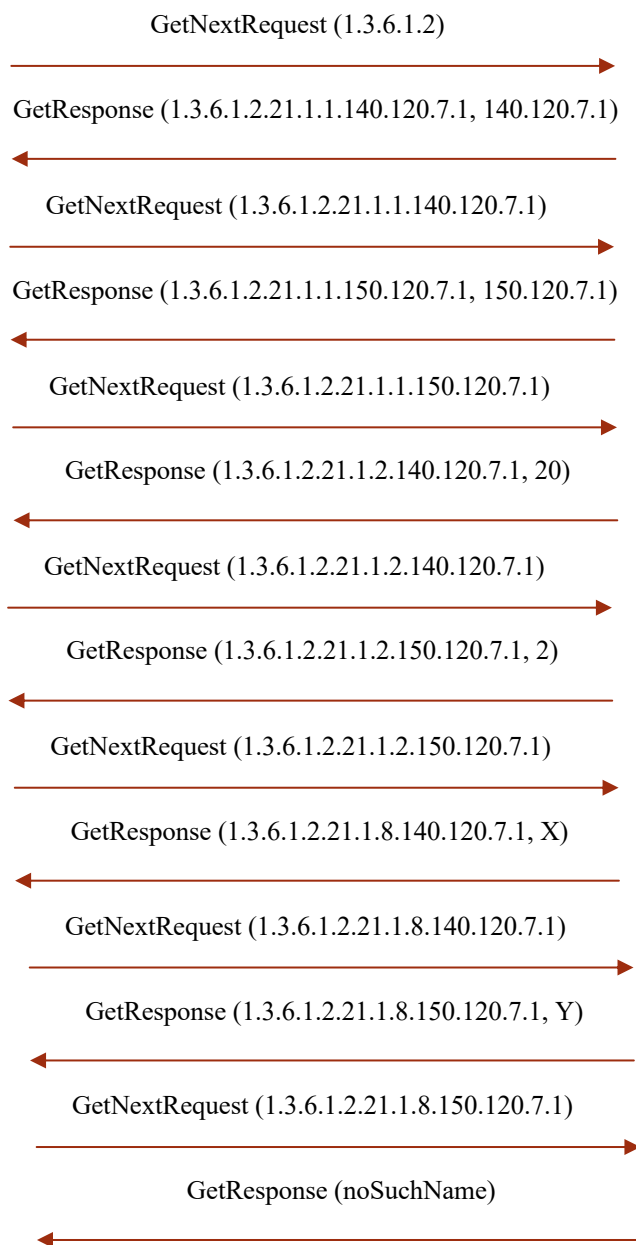 GetNextRequest (1.3.6.1.2)
GetResponse (1.3.6.1.2.21.1.1.140.120.7.1, 140.120.7.1)
GetNextRequest (1.3.6.1.2.21.1.1.140.120.7.1)
GetResponse (1.3.6.1.2.21.1.1.150.120.7.1, 150.120.7.1)
GetNextRequest (1.3.6.1.2.21.1.1.150.120.7.1)
GetResponse (1.3.6.1.2.21.1.2.140.120.7.1, 20)
GetNextRequest (1.3.6.1.2.21.1.2.140.120.7.1)
GetResponse (1.3.6.1.2.21.1.2.150.120.7.1, 2)
GetNextRequest (1.3.6.1.2.21.1.2.150.120.7.1)
GetResponse (1.3.6.1.2.21.1.8.140.120.7.1, X)
GetNextRequest (1.3.6.1.2.21.1.8.140.120.7.1)
GetResponse (1.3.6.1.2.21.1.8.150.120.7.1, Y)
GetNextRequest (1.3.6.1.2.21.1.8.150.120.7.1)
GetResponse (noSuchName)